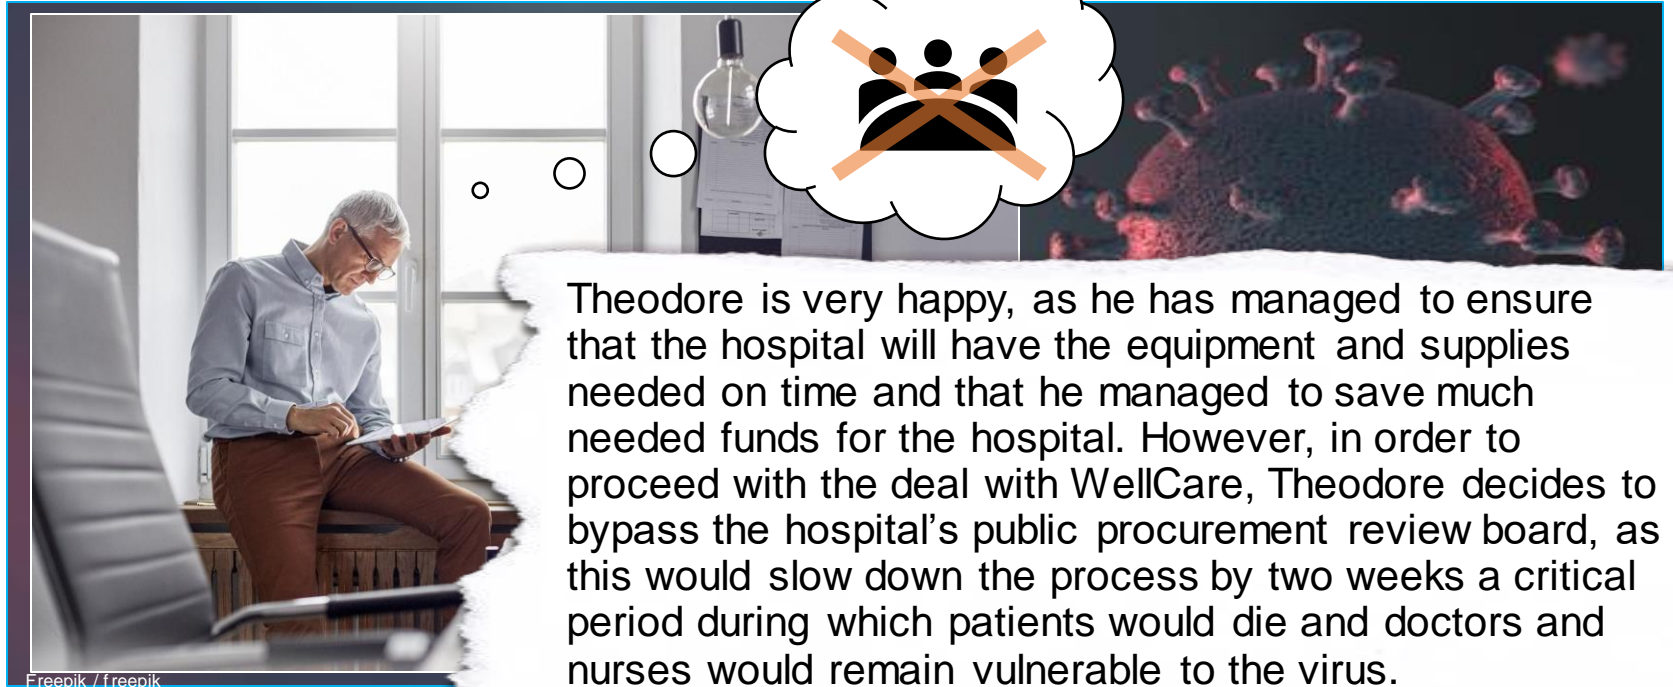 Theodore is very happy, as he has managed to ensure
that the hospital will have the equipment and supplies
needed on time and that he managed to save much
needed funds for the hospital. However, in order to
proceed with the deal with WellCare, Theodore decides to
bypass the hospital’s public procurement review board, as
this would slow down the process by two weeks a critical
period during which patients would die and doctors and
nurses would remain vulnerable to the virus.
Freepik / freepik